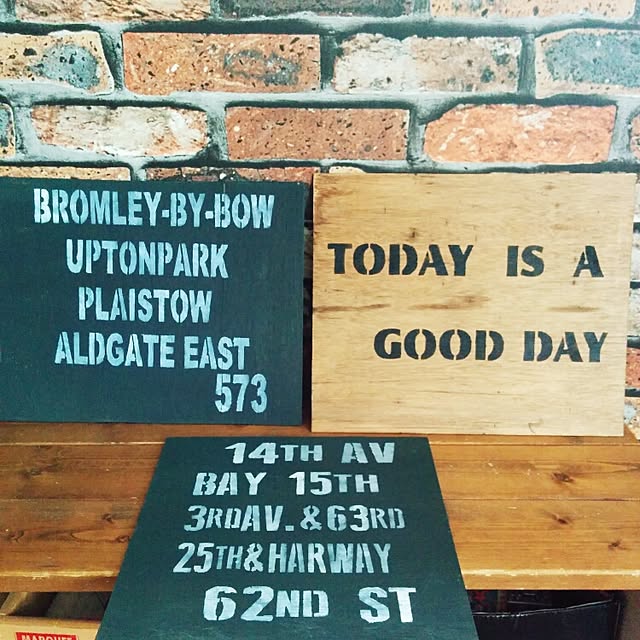 BROMLEY-BY-BOW
UPTONPARK
PLAISTOW
ALDGATE EAST
573
TODAY IS A
GOOD DAY
14TH AV
BAY 15TH
3RDAV.&63RD
25TH&HARWAY
62ND ST